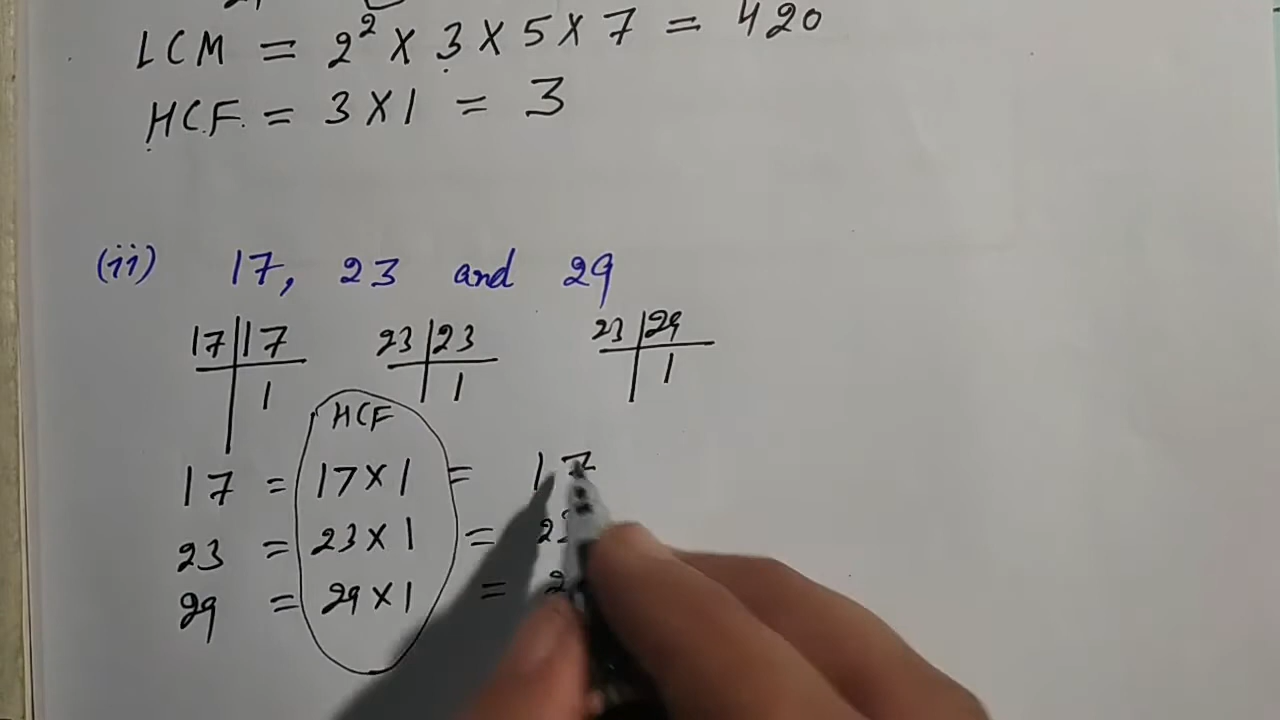 LCM = 2² × 3 × 5 × 7 = 420
H.C.F. = 3 × 1 = 3
(ii) 17, 23 and 29
17 | 17 23 | 23 23 | 29
1 1 1
HCF
17 = 17 × 1 = 17
23 = 23 × 1 =
29 = 29 × 1 =